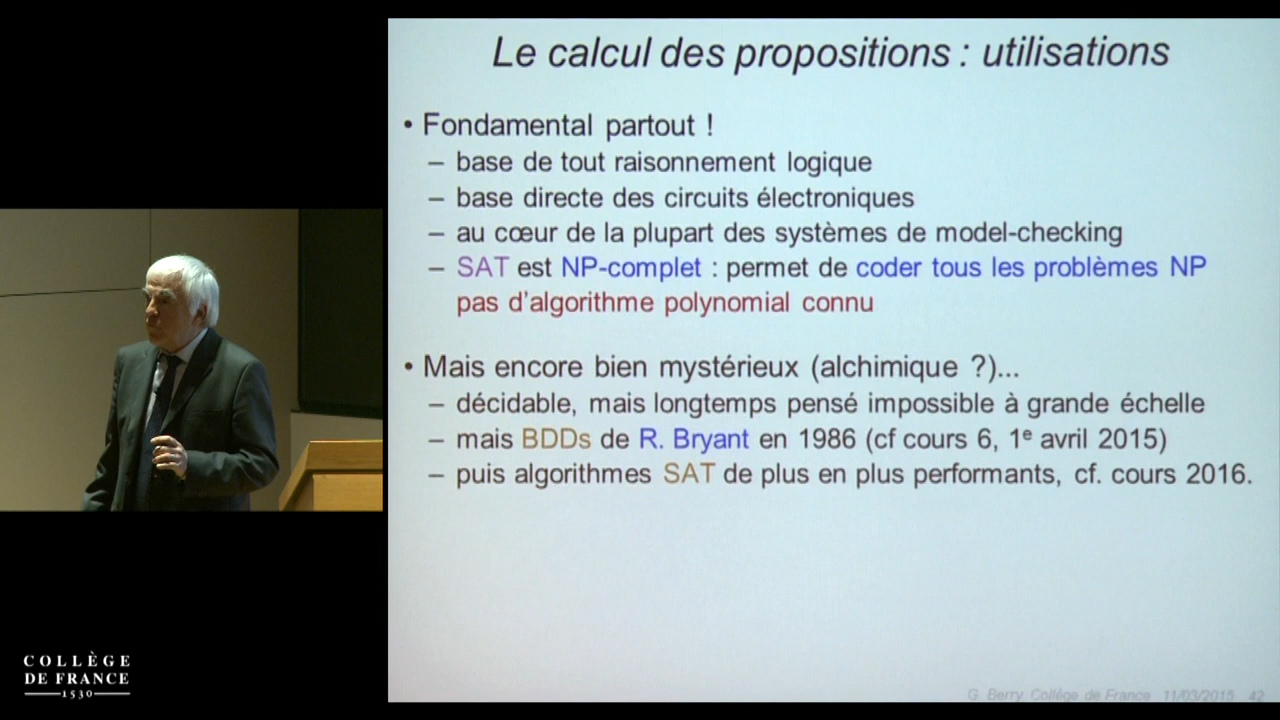 Le calcul des propositions : utilisations
• Fondamental partout !
– base de tout raisonnement logique
– base directe des circuits électroniques
– au cœur de la plupart des systèmes de model-checking
– SAT est NP-complet : permet de coder tous les problèmes NP
pas d'algorithme polynomial connu
• Mais encore bien mystérieux (alchimique ?)...
– décidable, mais longtemps pensé impossible à grande échelle
– mais BDDs de R. Bryant en 1986 (cf cours 6, 1e avril 2015)
– puis algorithmes SAT de plus en plus performants, cf. cours 2016.
COLLÈGE
DE FRANCE
1530
G. Berry, Collège de France 11/03/2015 42